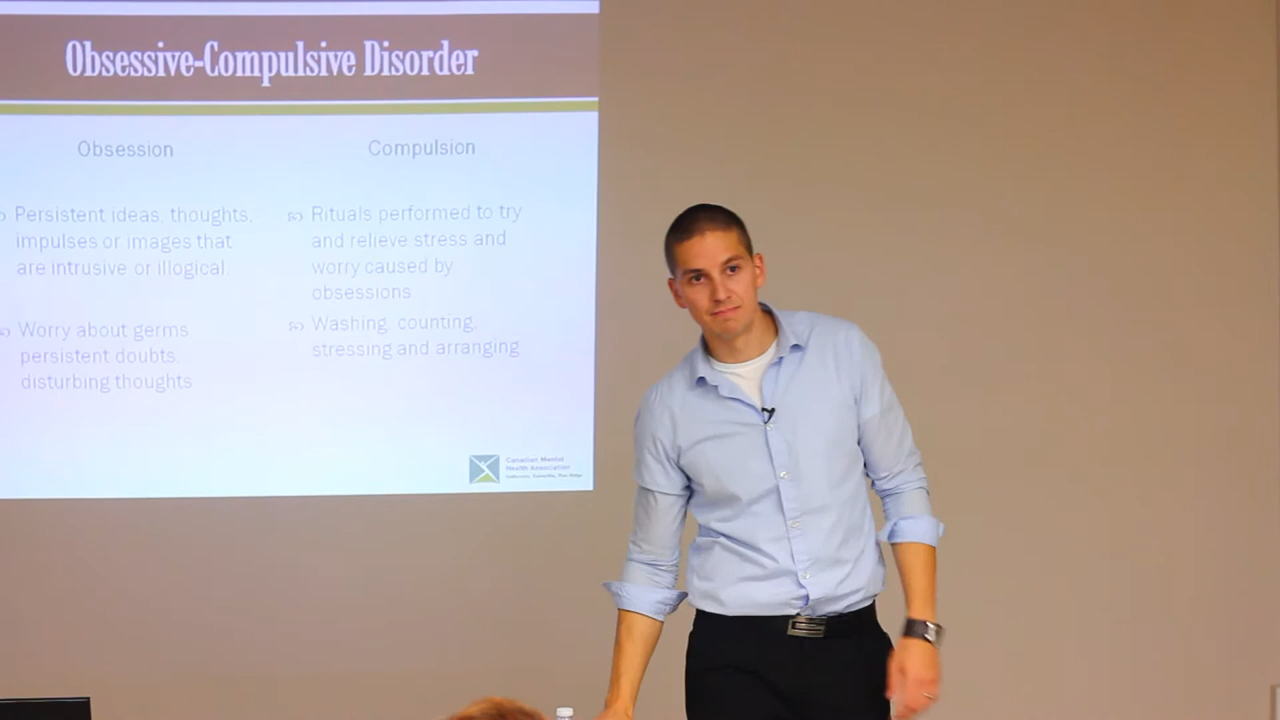 Obsessive-Compulsive Disorder
Obsession
Persistent ideas, thoughts,
impulses or images that
are intrusive or illogical
Worry about germs
persistent doubts,
disturbing thoughts
Compulsion
Rituals performed to try
and relieve stress and
worry caused by
obsessions
Washing, counting,
stressing and arranging
Canadian Mental
Health Association